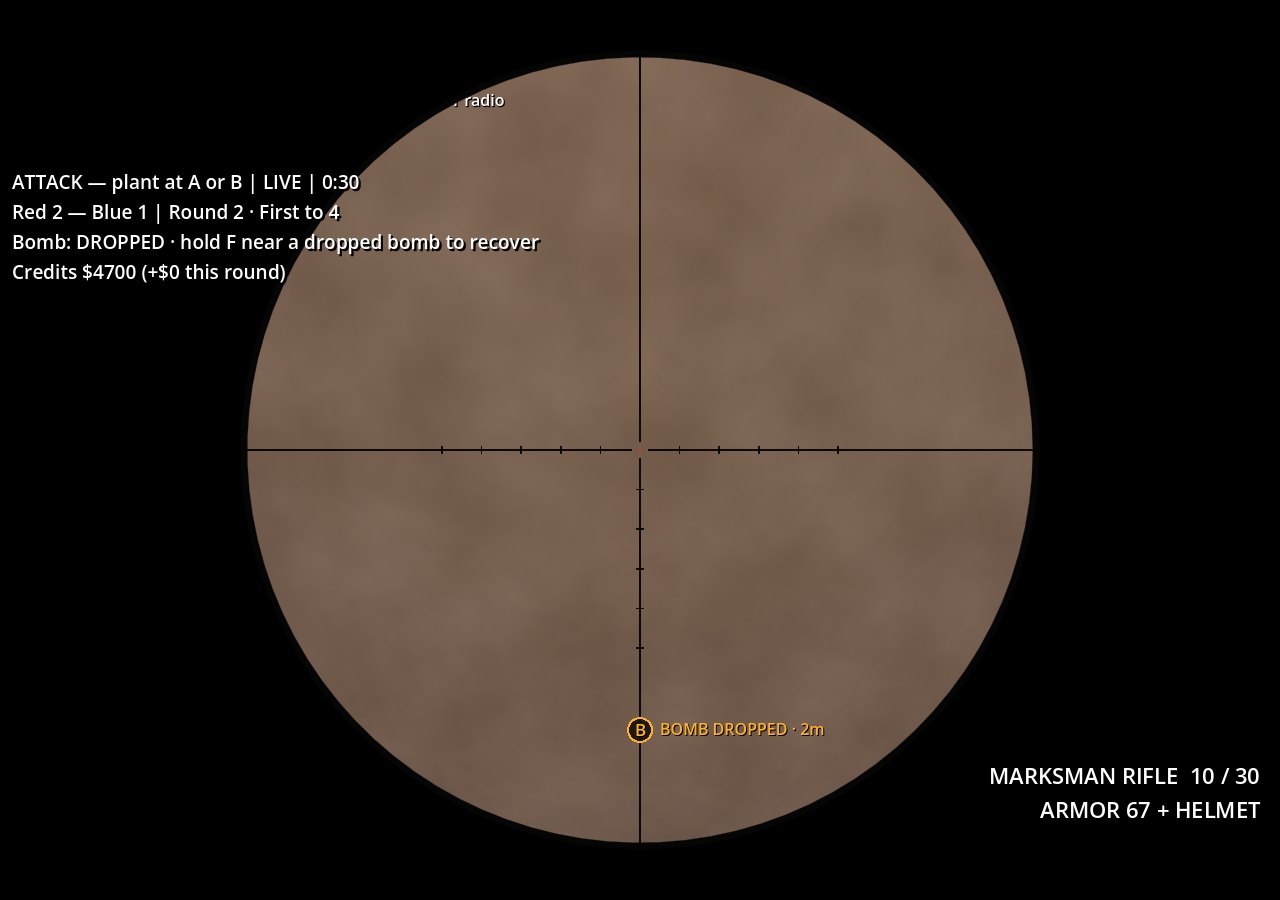 radio
ATTACK — plant at A or B | LIVE | 0:30
Red 2 — Blue 1 | Round 2 · First to 4
Bomb: DROPPED · hold F near a dropped bomb to recover
Credits $4700 (+$0 this round)
B BOMB DROPPED · 2m
MARKSMAN RIFLE 10 / 30
ARMOR 67 + HELMET